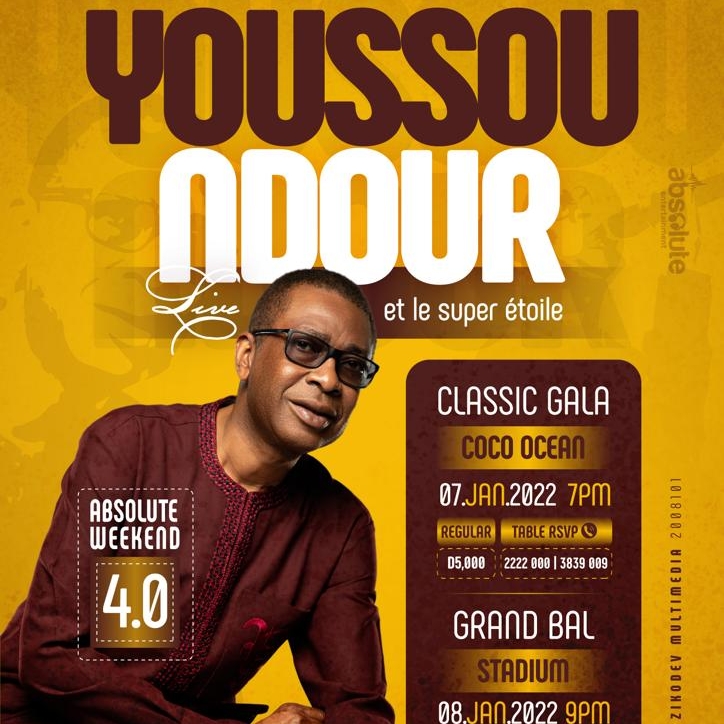 YOUSSOU
NDOUR
Live
et le super étoile
absolute
entertainment
CLASSIC GALA
COCO OCEAN
07.JAN.2022 7PM
REGULAR
TABLE RSVP
D5,000
2222 000 | 3839 009
GRAND BAL
STADIUM
08.JAN.2022 9PM
ABSOLUTE
WEEKEND
4.0
ZIKODEV MULTIMEDIA 2008101